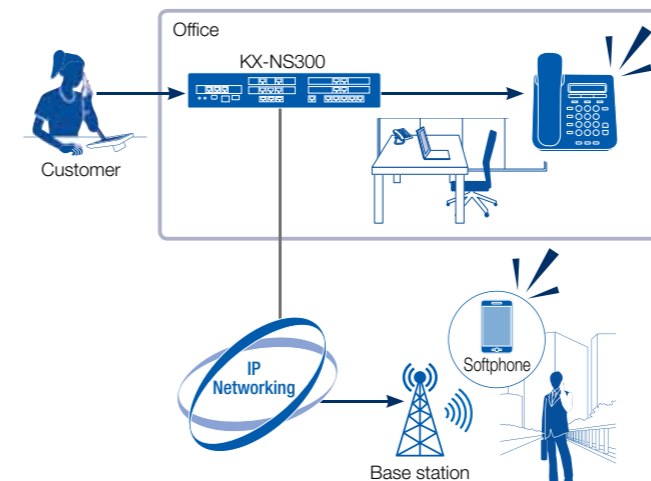 Office
KX-NS300
Customer
Softphone
IP
Networking
Base station